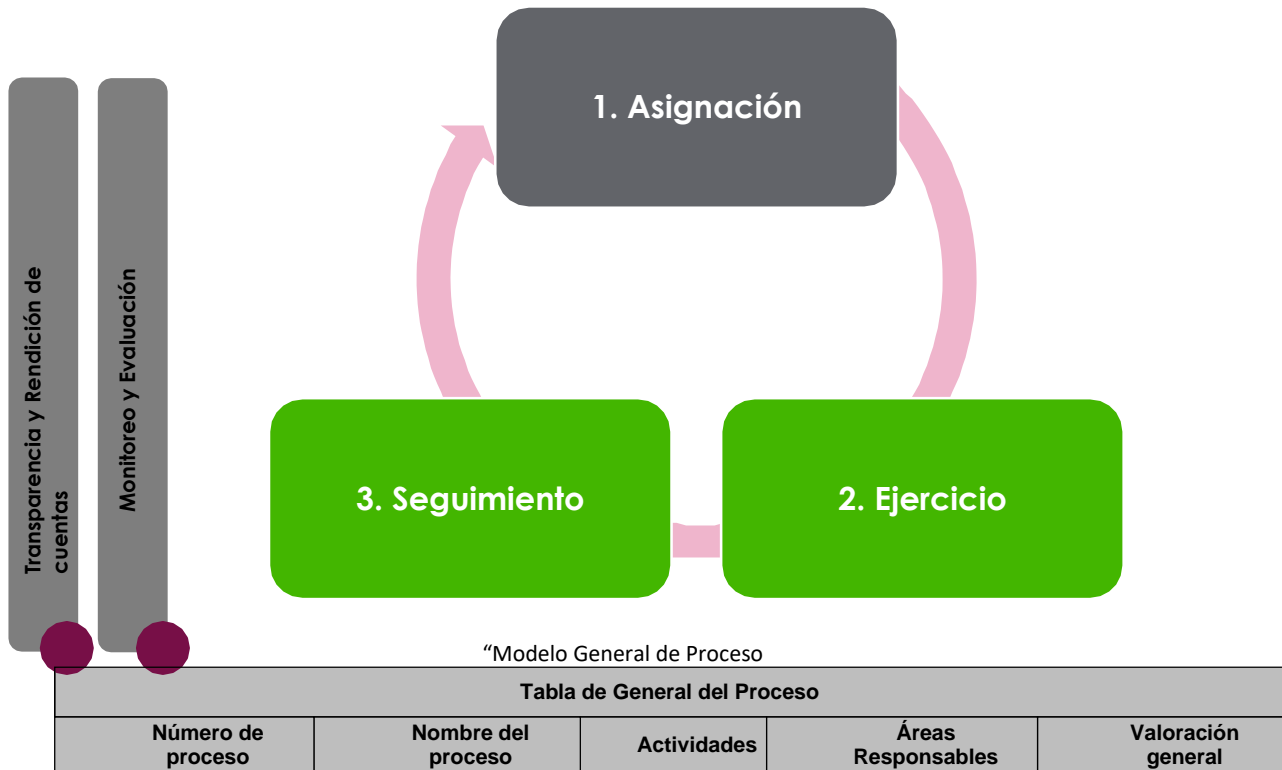 1. Asignación
Transparencia y Rendición de
cuentas
Monitoreo y Evaluación
3. Seguimiento
2. Ejercicio
“Modelo General de Proceso
Tabla de General del Proceso
Número de
proceso
Nombre del
proceso
Actividades
Áreas
Responsables
Valoración
general